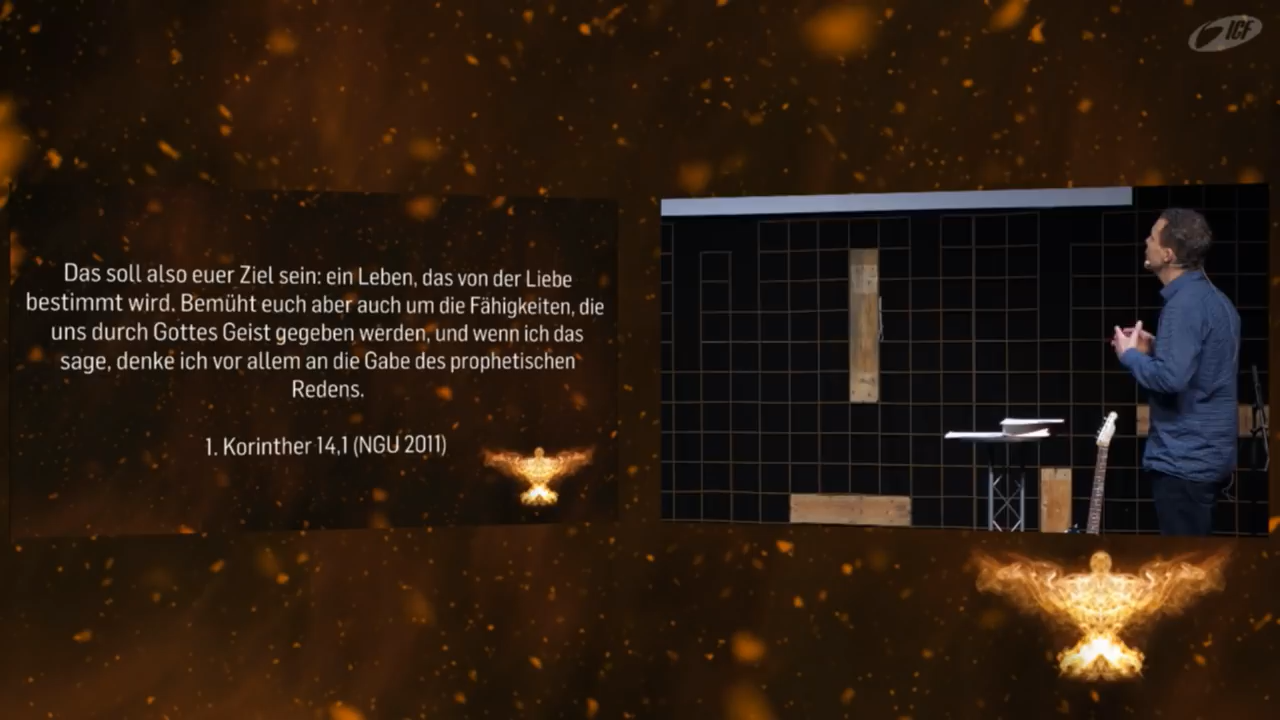 ICF
Das soll also euer Ziel sein: ein Leben, das von der Liebe
bestimmt wird. Bemüht euch aber auch um die Fähigkeiten, die
uns durch Gottes Geist gegeben werden, und wenn ich das
sage, denke ich vor allem an die Gabe des prophetischen
Redens.
1. Korinther 14,1 (NGU 2011)